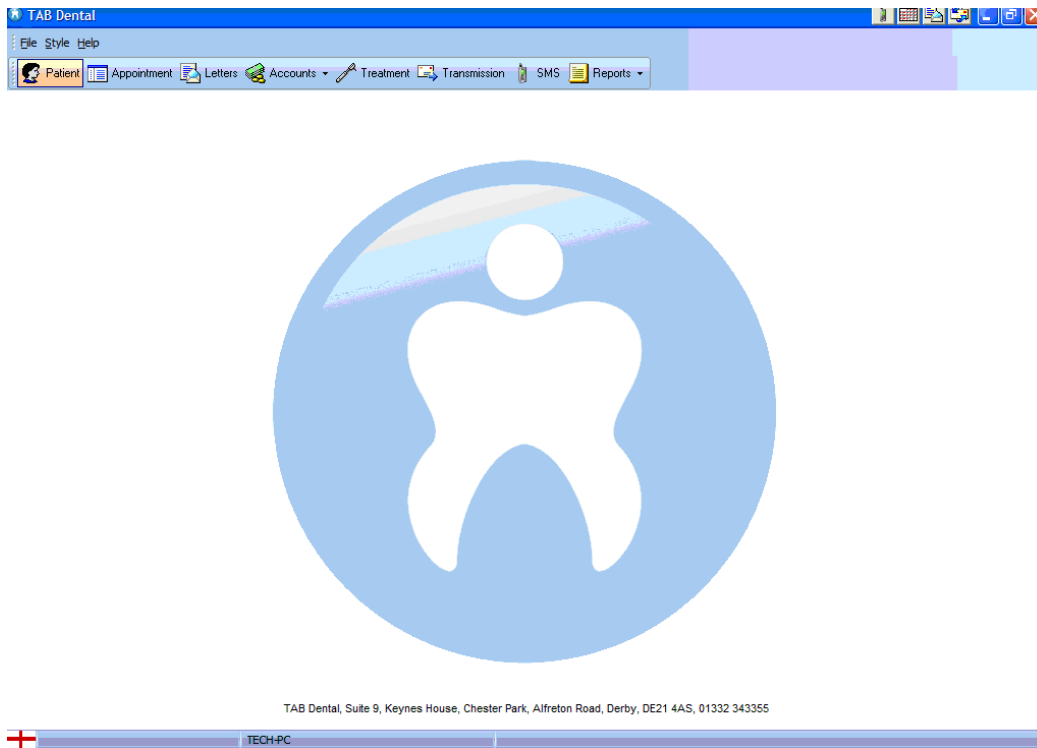 TAB Dental
File Style Help
Patient Appointment Letters Accounts Treatment Transmission SMS Reports
TAB Dental, Suite 9, Keynes House, Chester Park, Alfreton Road, Derby, DE21 4AS, 01332 343355
TECH-PC